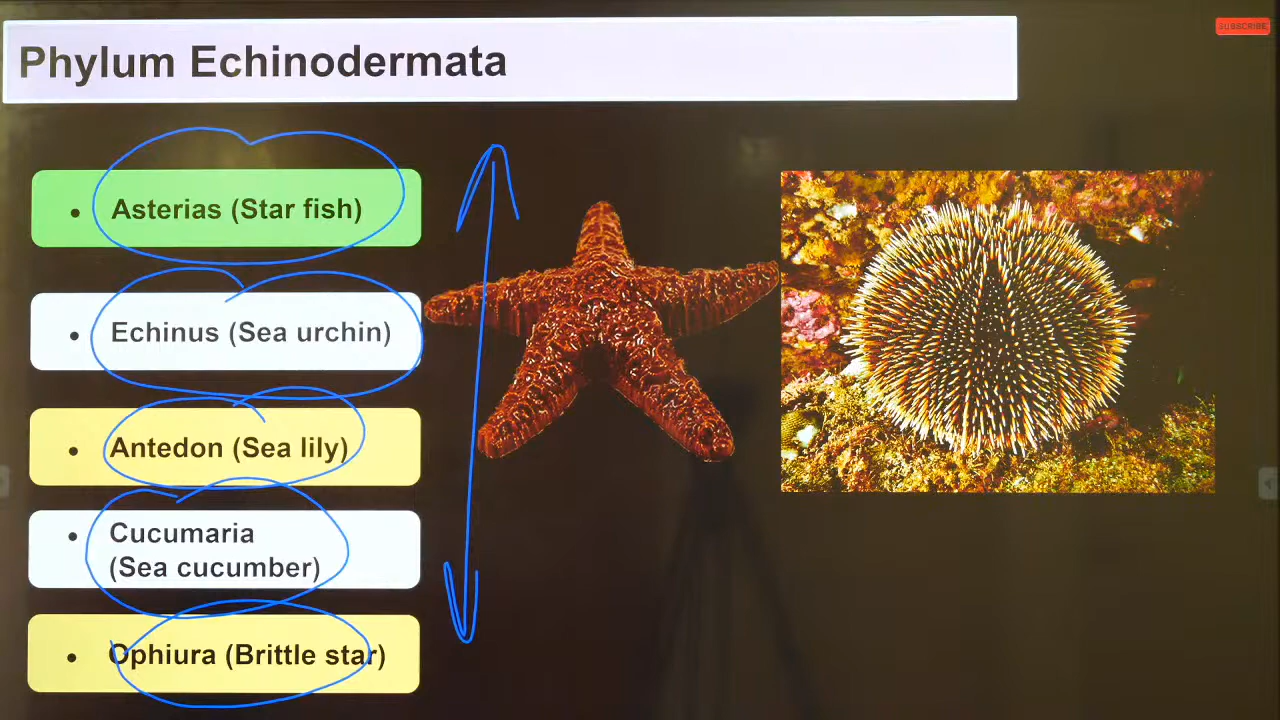 Phylum Echinodermata
SUBSCRIBE
• Asterias (Star fish)
• Echinus (Sea urchin)
• Antedon (Sea lily)
• Cucumaria
(Sea cucumber)
• Ophiura (Brittle star)